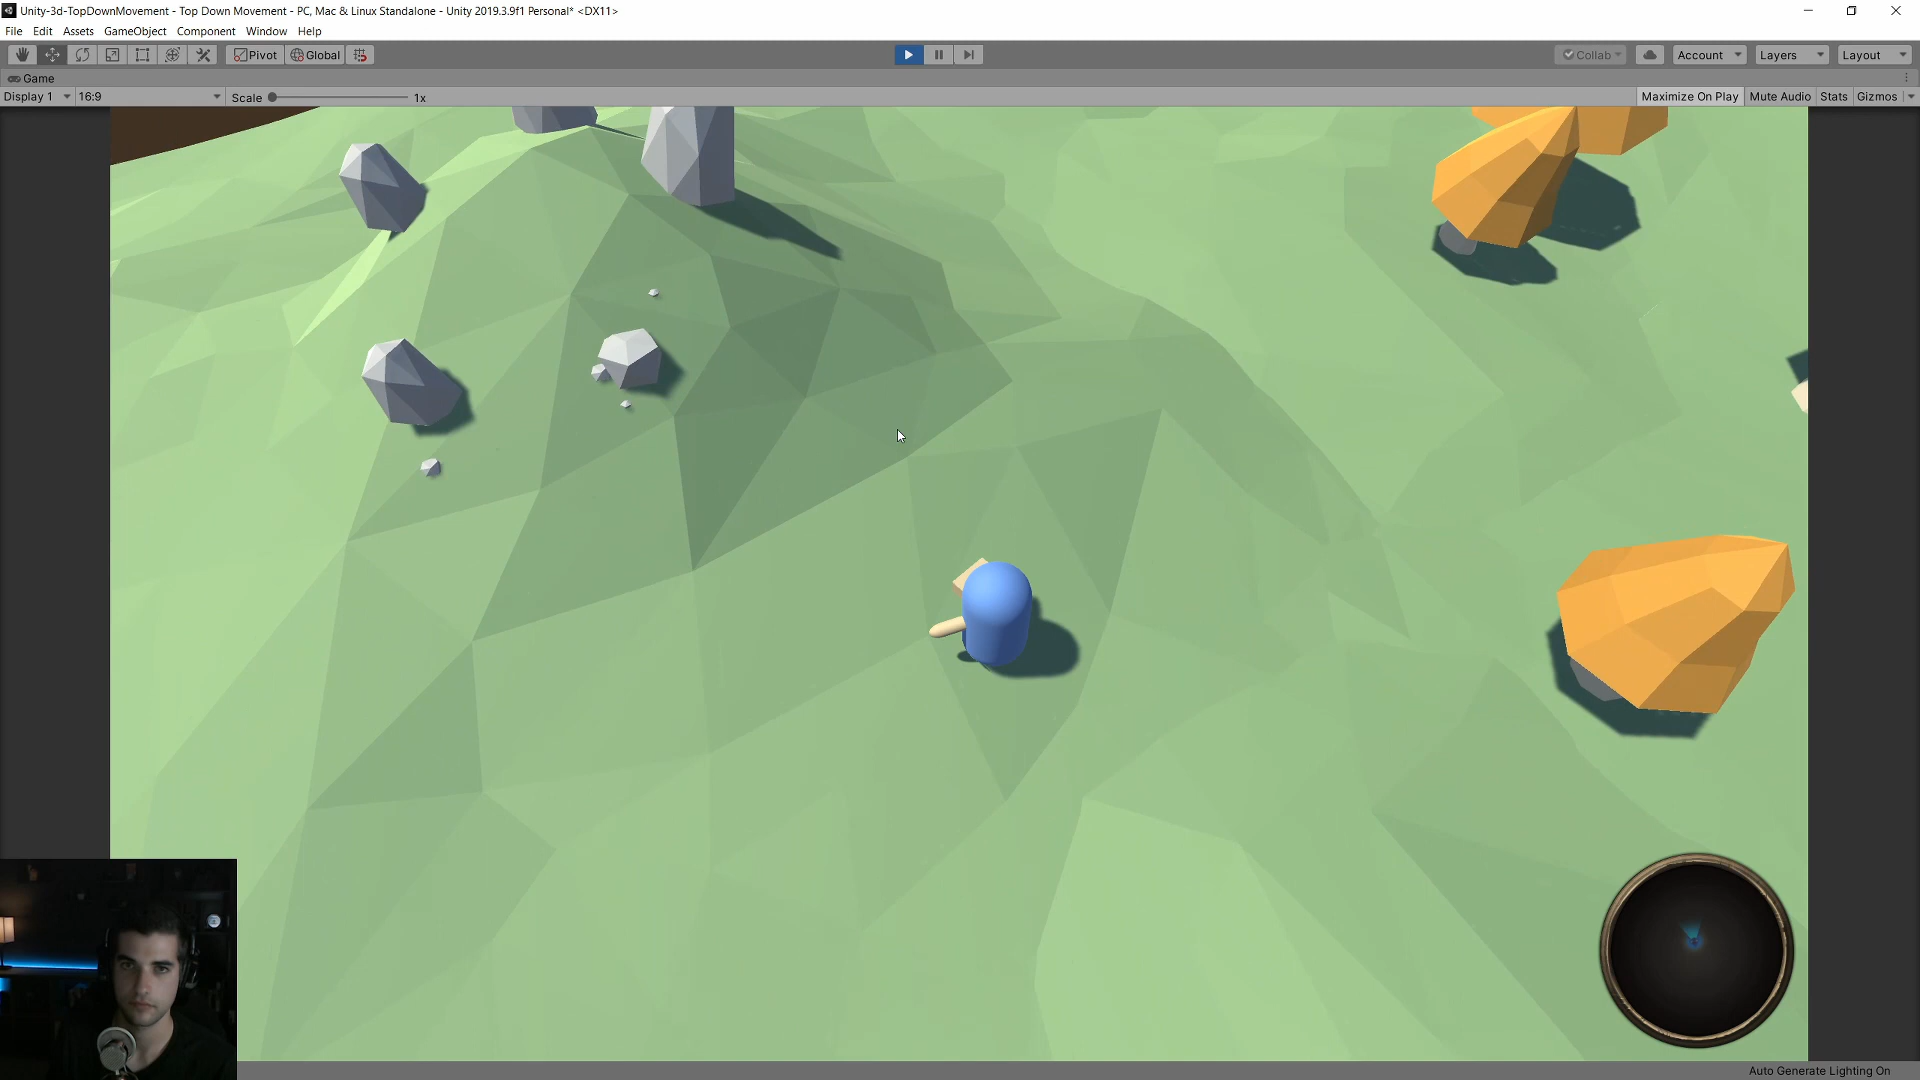 Unity-3d-TopDownMovement - Top Down Movement - PC, Mac & Linux Standalone - Unity 2019.3.9f1 Personal* <DX11>
File Edit Assets GameObject Component Window Help
Pivot Global Collab Account Layers Layout
Game
Display 1 16:9 Scale 1x Maximize On Play Mute Audio Stats Gizmos
Auto Generate Lighting On